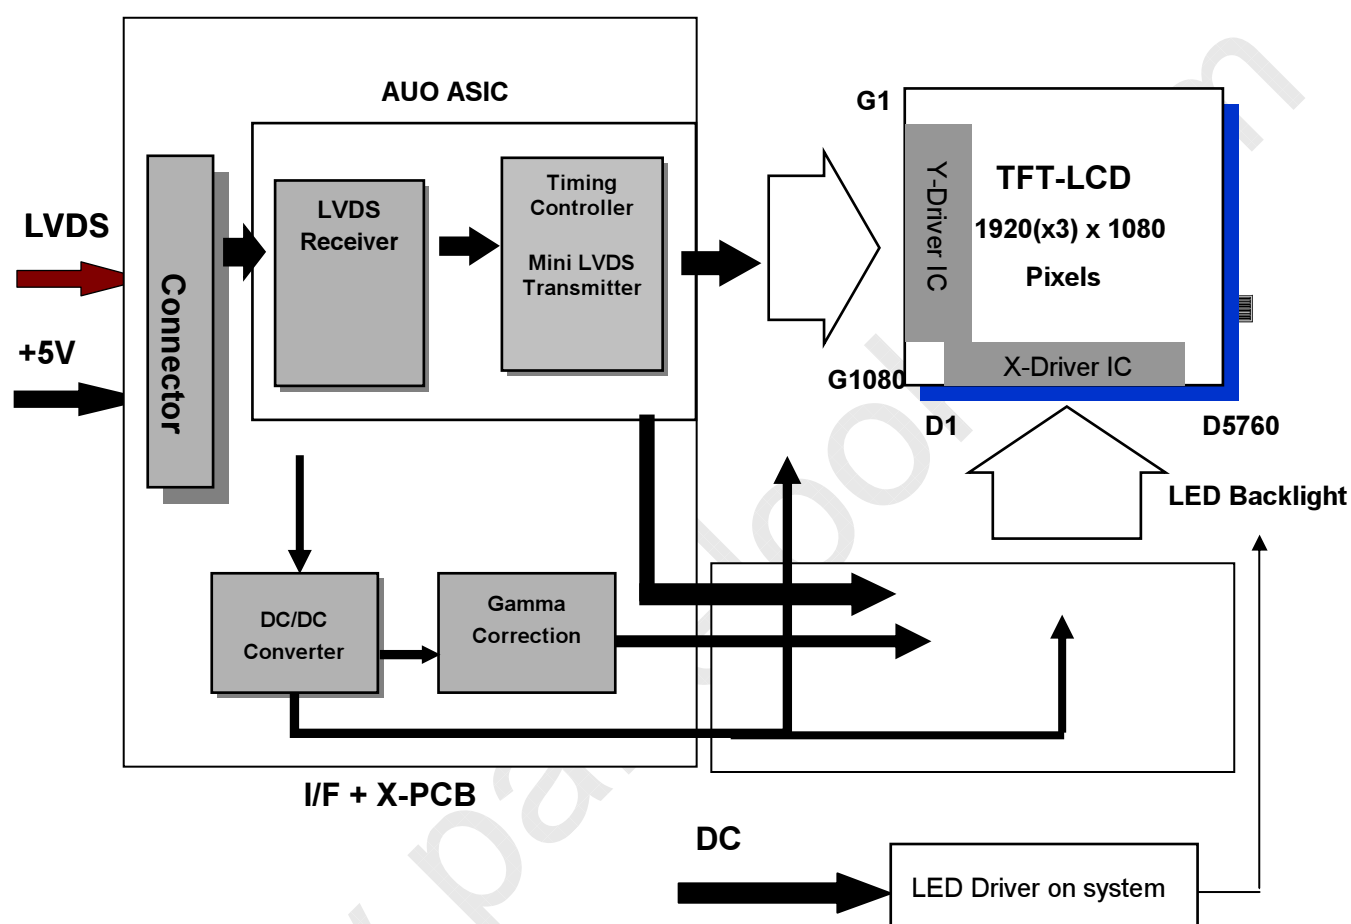 AUO ASIC
G1
LVDS
+5V
Connector
LVDS
Receiver
Timing
Controller
Mini LVDS
Transmitter
Y-Driver IC
TFT-LCD
1920(x3) x 1080
Pixels
X-Driver IC
G1080
D1
D5760
LED Backlight
DC/DC
Converter
Gamma
Correction
I/F + X-PCB
DC
LED Driver on system